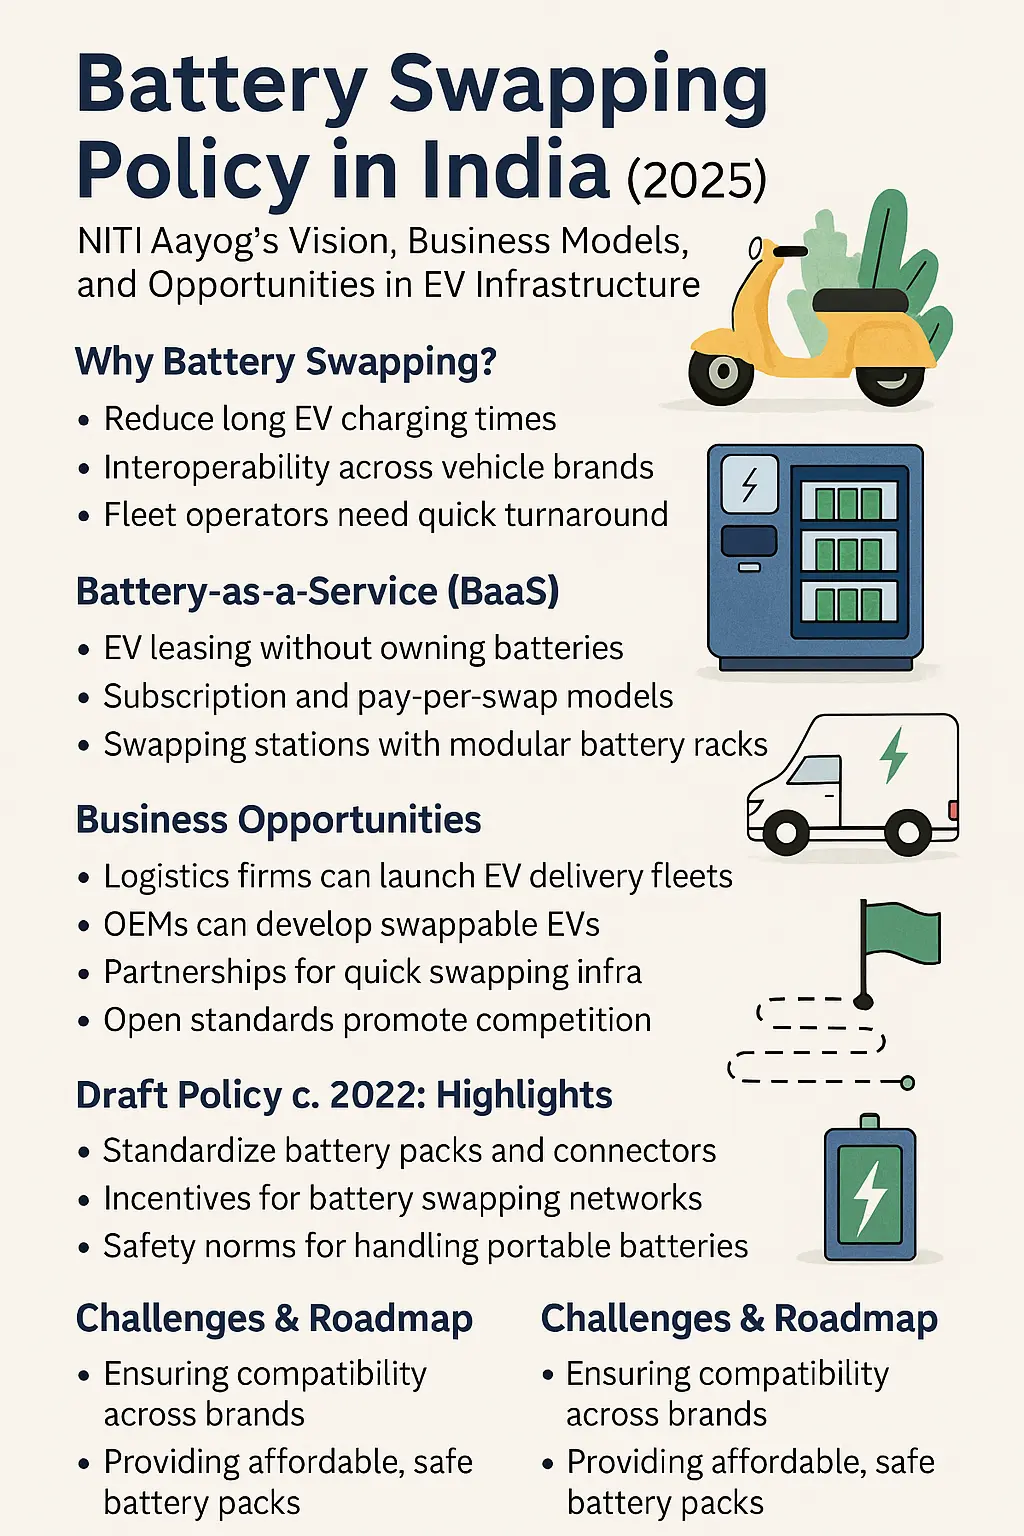 Battery Swapping
Policy in India (2025)
NITI Aayog's Vision, Business Models,
and Opportunities in EV Infrastructure
Why Battery Swapping?
• Reduce long EV charging times
• Interoperability across vehicle brands
• Fleet operators need quick turnaround
Battery-as-a-Service (BaaS)
• EV leasing without owning batteries
• Subscription and pay-per-swap models
• Swapping stations with modular battery racks
Business Opportunities
• Logistics firms can launch EV delivery fleets
• OEMs can develop swappable EVs
• Partnerships for quick swapping infra
• Open standards promote competition
Draft Policy c. 2022: Highlights
• Standardize battery packs and connectors
• Incentives for battery swapping networks
• Safety norms for handling portable batteries
Challenges & Roadmap
• Ensuring compatibility
across brands
• Providing affordable, safe
battery packs
Challenges & Roadmap
• Ensuring compatibility
across brands
• Providing affordable, safe
battery packs